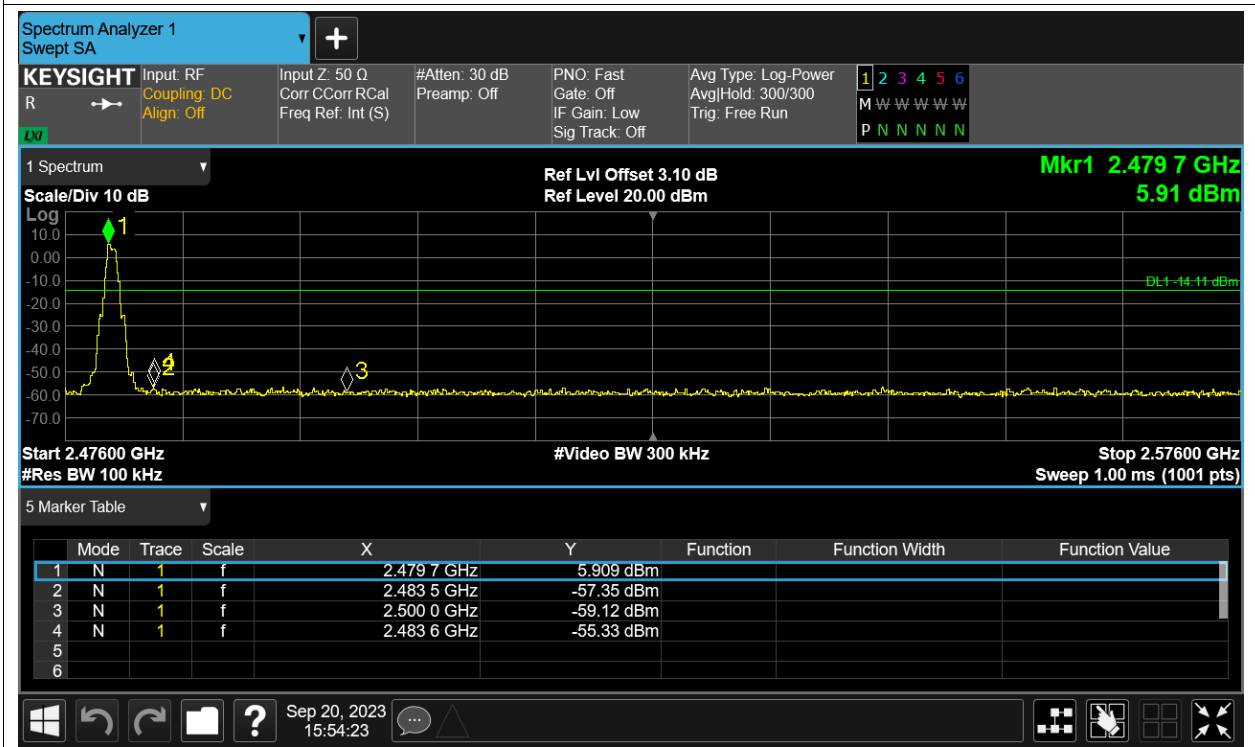 Spectrum Analyzer 1
Swept SA
KEYSIGHT
R
LXI
Input: RF
Coupling: DC
Align: Off
Input Z: 50 Ω
Corr CCorr RCal
Freq Ref: Int (S)
#Atten: 30 dB
Preamp: Off
PNO: Fast
Gate: Off
IF Gain: Low
Sig Track: Off
Avg Type: Log-Power
Avg|Hold: 300/300
Trig: Free Run
1 2 3 4 5 6
M W W W W W
P N N N N N
1 Spectrum
Scale/Div 10 dB
Ref Lvl Offset 3.10 dB
Ref Level 20.00 dBm
Mkr1 2.479 7 GHz
5.91 dBm
Log
10.0
0.00
-10.0
-20.0
-30.0
-40.0
-50.0
-60.0
-70.0
1
DL1 -14.11 dBm
4
2
3
Start 2.47600 GHz
#Res BW 100 kHz
#Video BW 300 kHz
Stop 2.57600 GHz
Sweep 1.00 ms (1001 pts)
5 Marker Table
Mode Trace Scale X Y Function Function Width Function Value
1 N 1 f 2.479 7 GHz 5.909 dBm
2 N 1 f 2.483 5 GHz -57.35 dBm
3 N 1 f 2.500 0 GHz -59.12 dBm
4 N 1 f 2.483 6 GHz -55.33 dBm
5
6
?
Sep 20, 2023
15:54:23